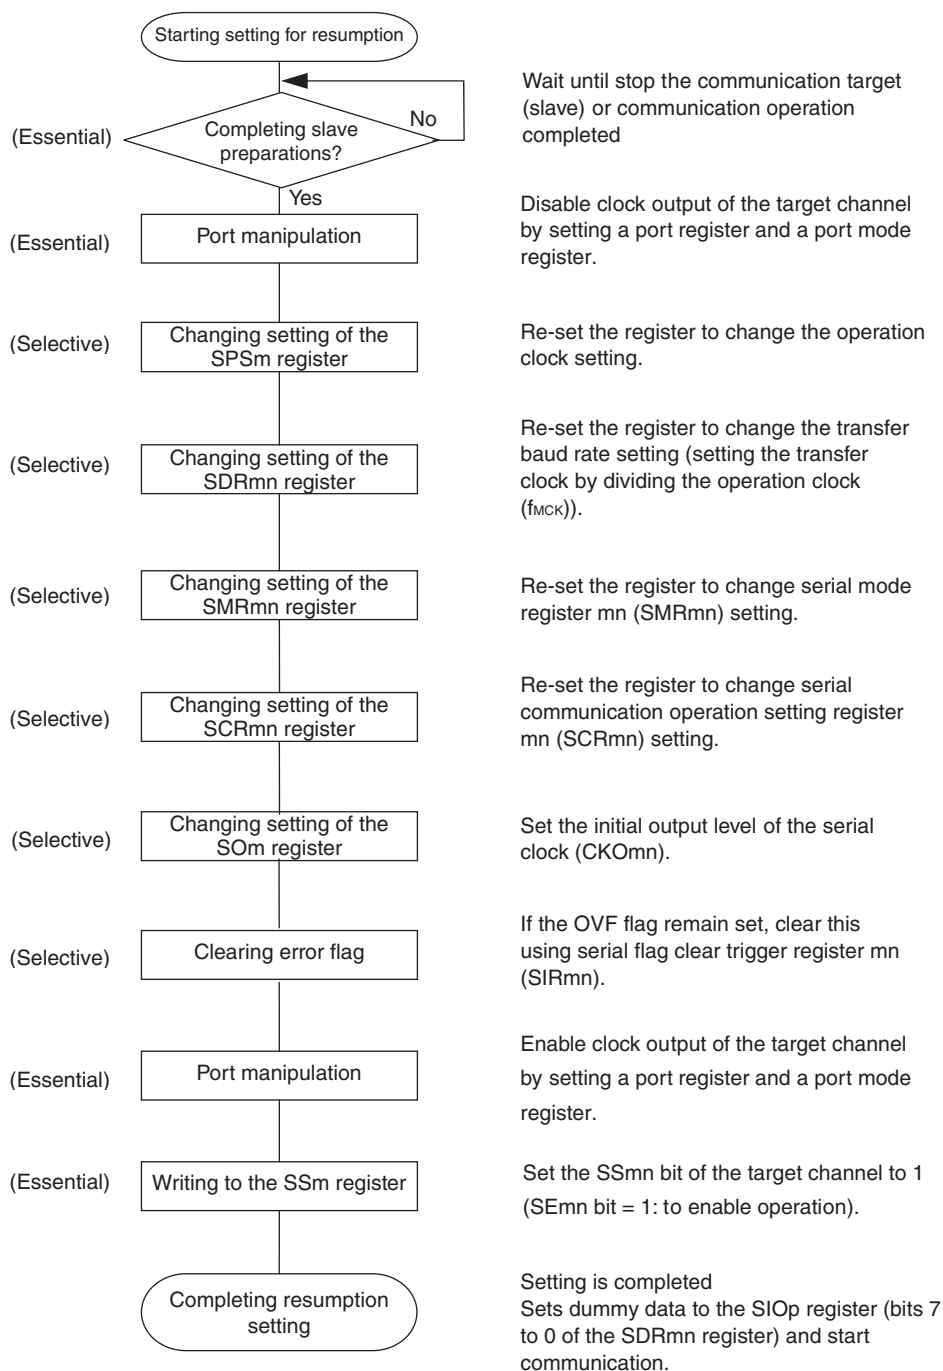 Starting setting for resumption
Wait until stop the communication target
(slave) or communication operation
completed
(Essential)
Completing slave
preparations?
No
Yes
Disable clock output of the target channel
by setting a port register and a port mode
register.
(Essential)
Port manipulation
(Selective)
Changing setting of the
SPSm register
Re-set the register to change the operation
clock setting.
(Selective)
Changing setting of the
SDRmn register
Re-set the register to change the transfer
baud rate setting (setting the transfer
clock by dividing the operation clock
(fMCK)).
(Selective)
Changing setting of the
SMRmn register
Re-set the register to change serial mode
register mn (SMRmn) setting.
(Selective)
Changing setting of the
SCRmn register
Re-set the register to change serial
communication operation setting register
mn (SCRmn) setting.
(Selective)
Changing setting of the
SOm register
Set the initial output level of the serial
clock (CKOmn).
(Selective)
Clearing error flag
If the OVF flag remain set, clear this
using serial flag clear trigger register mn
(SIRmn).
(Essential)
Port manipulation
Enable clock output of the target channel
by setting a port register and a port mode
register.
(Essential)
Writing to the SSm register
Set the SSmn bit of the target channel to 1
(SEmn bit = 1: to enable operation).
Completing resumption
setting
Setting is completed
Sets dummy data to the SIOp register (bits 7
to 0 of the SDRmn register) and start
communication.